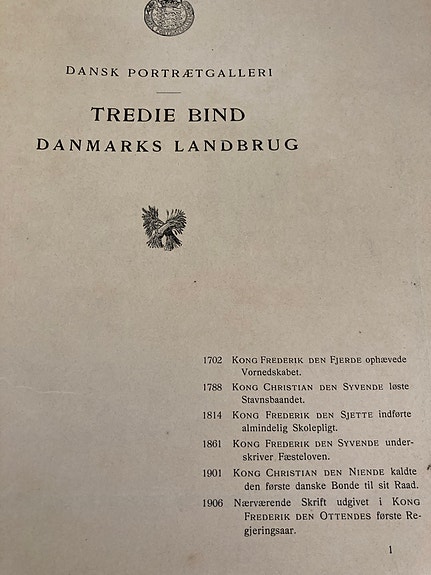 DANSK PORTRÆTGALLERI
TREDIE BIND
DANMARKS LANDBRUG
1702 KONG FREDERIK DEN FJERDE ophævede
Vornedskabet.
1788 KONG CHRISTIAN DEN SYVENDE løste
Stavnsbaandet.
1814 KONG FREDERIK DEN SJETTE indførte
almindelig Skolepligt.
1861 KONG FREDERIK DEN SYVENDE under-
skriver Fæsteloven.
1901 KONG CHRISTIAN DEN NIENDE kaldte
den første danske Bonde til sit Raad.
1906 Nærværende Skrift udgivet i KONG
FREDERIK DEN OTTENDES første Re-
gjeringsaar.
1